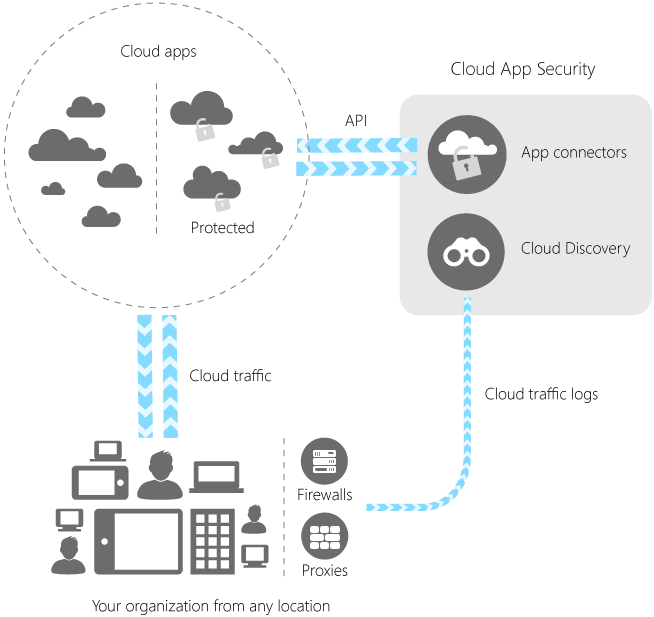 Cloud apps
Cloud App Security
API
App connectors
Protected
Cloud Discovery
Cloud traffic
Cloud traffic logs
Firewalls
Proxies
Your organization from any location